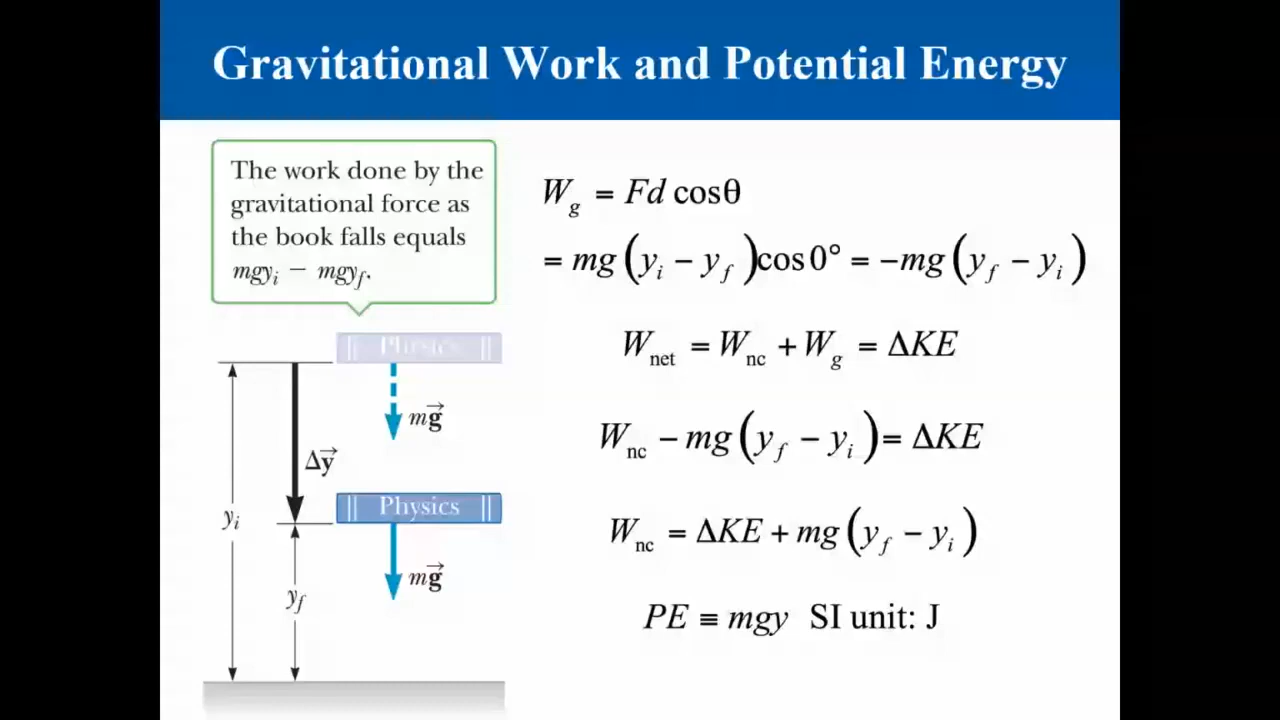 Gravitational Work and Potential Energy
The work done by the
gravitational force as
the book falls equals
mgyᵢ − mgy_f.
W_g = Fd cosθ
= mg(yᵢ − y_f)cos0° = −mg(y_f − yᵢ)
W_net = W_nc + W_g = ΔKE
W_nc − mg(y_f − yᵢ) = ΔKE
W_nc = ΔKE + mg(y_f − yᵢ)
PE ≡ mgy SI unit: J
Physics
mg⃗
Δy⃗
Physics
yᵢ
mg⃗
y_f